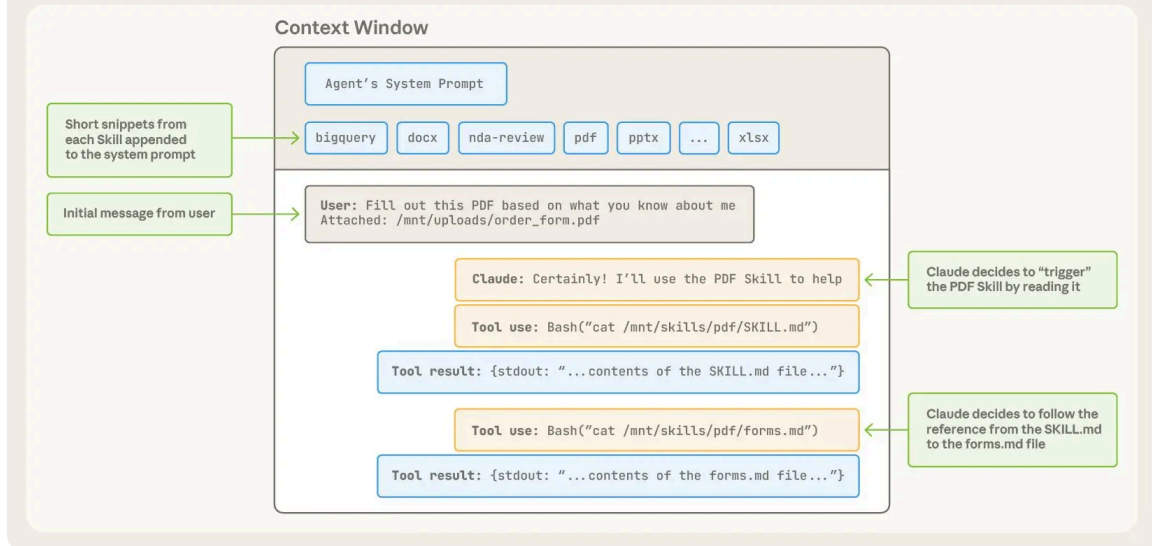 Context Window
Agent’s System Prompt
Short snippets from
each Skill appended
to the system prompt
bigquery
docx
nda-review
pdf
pptx
...
xlsx
Initial message from user
User: Fill out this PDF based on what you know about me
Attached: /mnt/uploads/order_form.pdf
Claude: Certainly! I’ll use the PDF Skill to help
Claude decides to “trigger”
the PDF Skill by reading it
Tool use: Bash(”cat /mnt/skills/pdf/SKILL.md”)
Tool result: {stdout: “...contents of the SKILL.md file...”}
Tool use: Bash(”cat /mnt/skills/pdf/forms.md”)
Claude decides to follow the
reference from the SKILL.md
to the forms.md file
Tool result: {stdout: “...contents of the forms.md file...”}